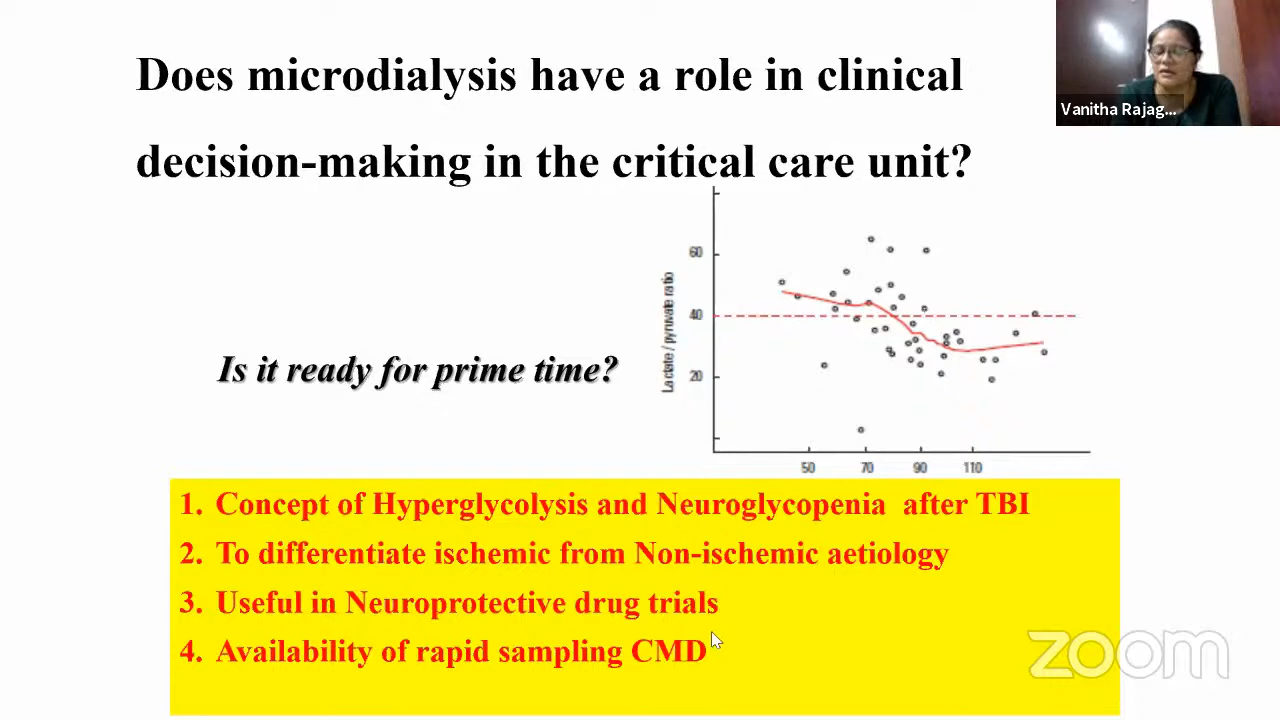 Does microdialysis have a role in clinical
decision-making in the critical care unit?
Vanitha Rajag...
Is it ready for prime time?
Lactate / pyruvate ratio
60
40
20
50 70 90 110
1. Concept of Hyperglycolysis and Neuroglycopenia after TBI
2. To differentiate ischemic from Non-ischemic aetiology
3. Useful in Neuroprotective drug trials
4. Availability of rapid sampling CMD
zoom